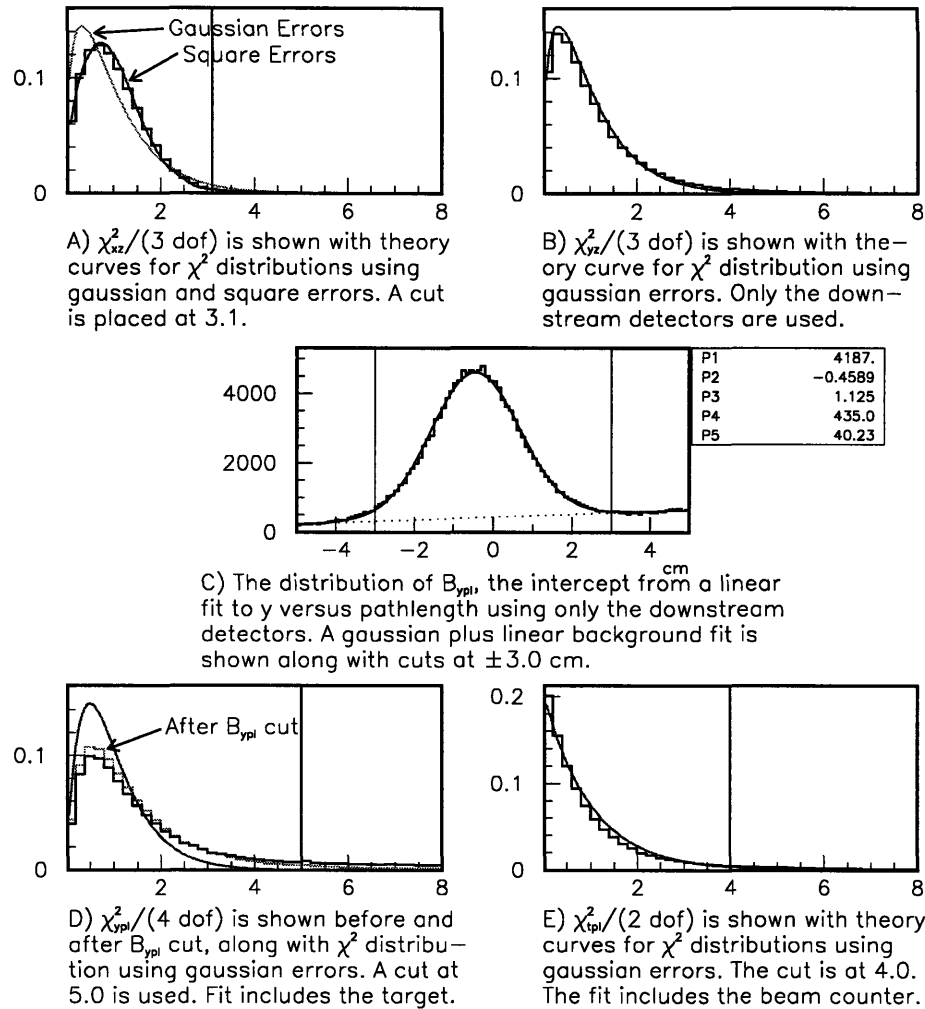 Gaussian Errors
Square Errors
0.1
0
2
4
6
8
A) χ²xz/(3 dof) is shown with theory
curves for χ² distributions using
gaussian and square errors. A cut
is placed at 3.1.
0.1
0
2
4
6
8
B) χ²yz/(3 dof) is shown with the–
ory curve for χ² distribution using
gaussian errors. Only the down–
stream detectors are used.
4000
2000
0
−4
−2
0
2
4
cm
P1 4187.
P2 −0.4589
P3 1.125
P4 435.0
P5 40.23
C) The distribution of Bypl, the intercept from a linear
fit to y versus pathlength using only the downstream
detectors. A gaussian plus linear background fit is
shown along with cuts at ±3.0 cm.
After Bypl cut
0.1
0
2
4
6
8
D) χ²ypl/(4 dof) is shown before and
after Bypl cut, along with χ² distribu–
tion using gaussian errors. A cut at
5.0 is used. Fit includes the target.
0.2
0.1
0
2
4
6
8
E) χ²tpl/(2 dof) is shown with theory
curves for χ² distributions using
gaussian errors. The cut is at 4.0.
The fit includes the beam counter.